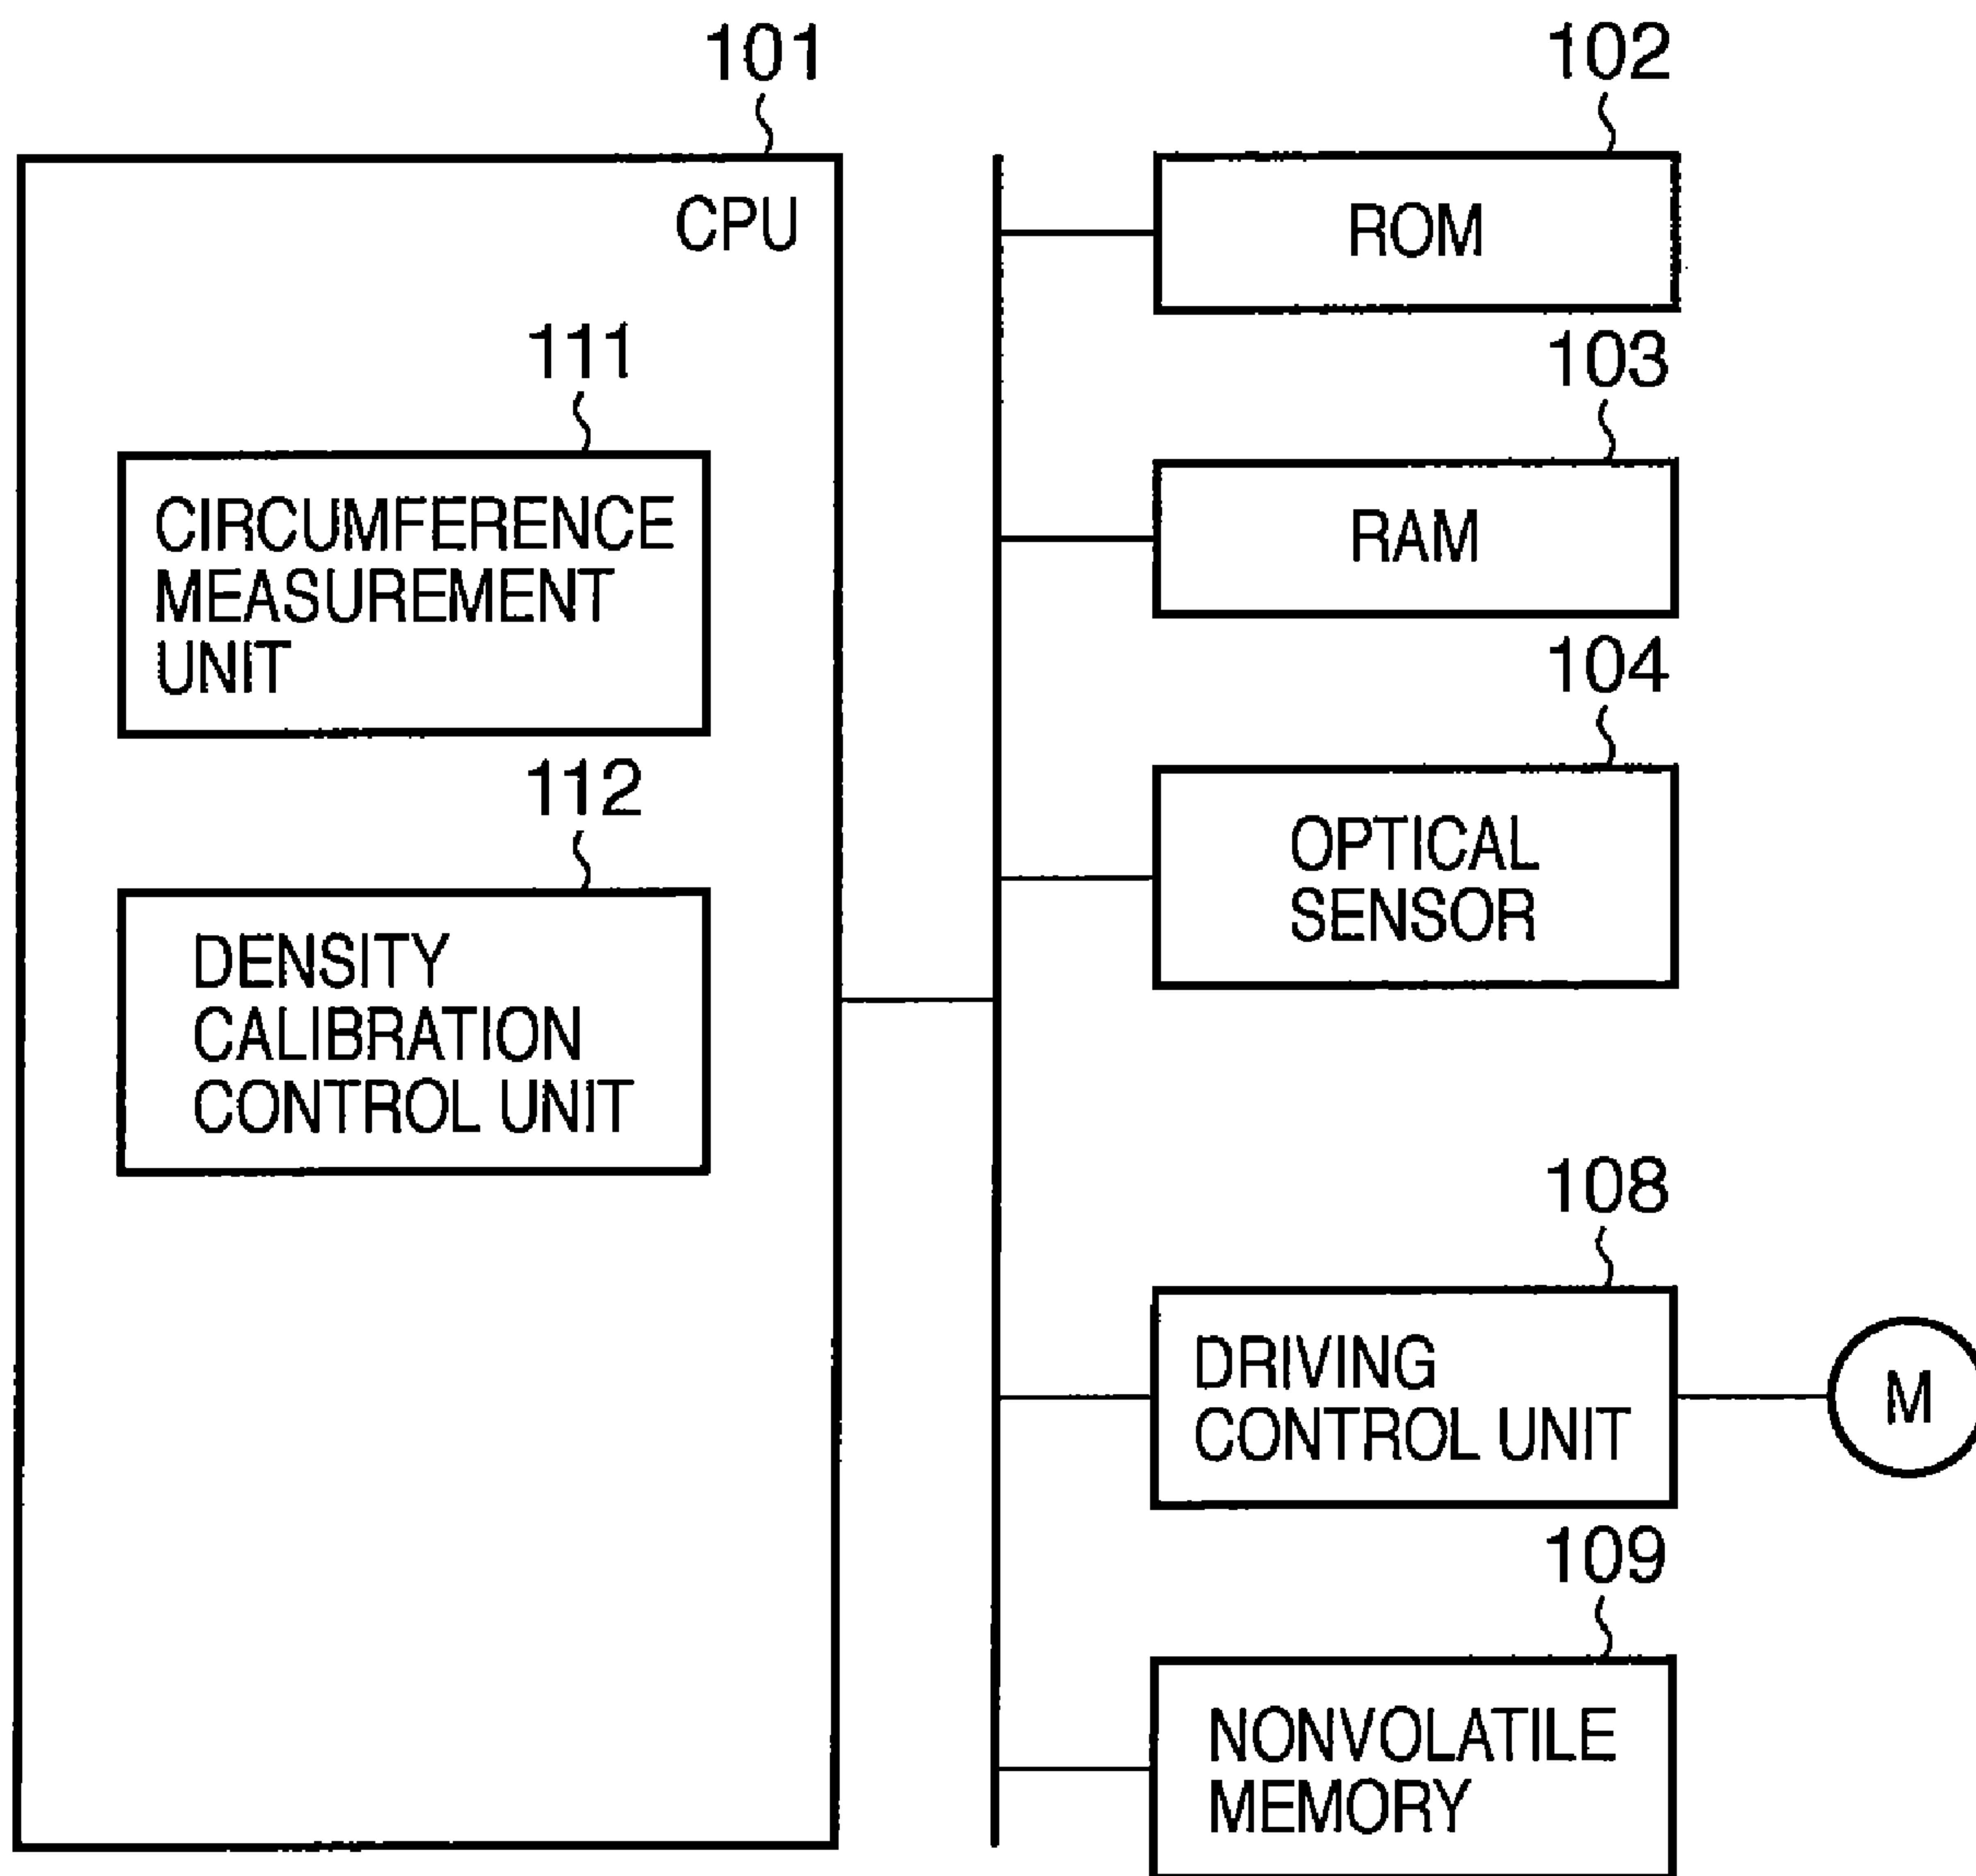 101
CPU
111
CIRCUMFERENCE
MEASUREMENT
UNIT
112
DENSITY
CALIBRATION
CONTROL UNIT
102
ROM
103
RAM
104
OPTICAL
SENSOR
108
DRIVING
CONTROL UNIT
M
109
NONVOLATILE
MEMORY